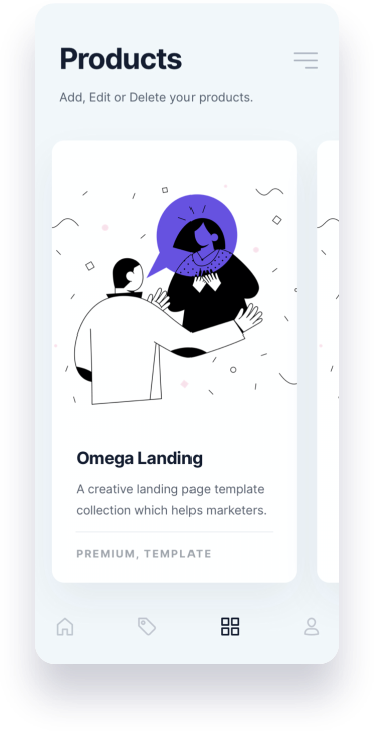 Products
Add, Edit or Delete your products.
Omega Landing
A creative landing page template
collection which helps marketers.
PREMIUM, TEMPLATE